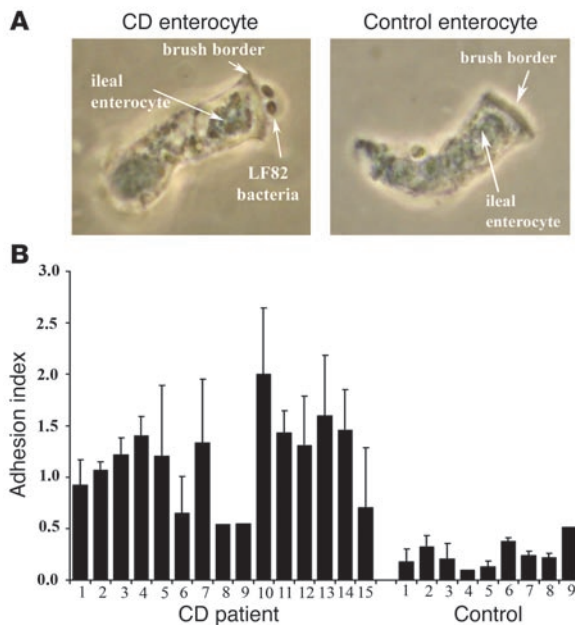 A
CD enterocyte
Control enterocyte
brush border
ileal
enterocyte
LF82
bacteria
brush border
ileal
enterocyte
B
Adhesion index
3.0
2.5
2.0
1.5
1.0
0.5
0.0
1 2 3 4 5 6 7 8 9 10 11 12 13 14 15 1 2 3 4 5 6 7 8 9
CD patient Control